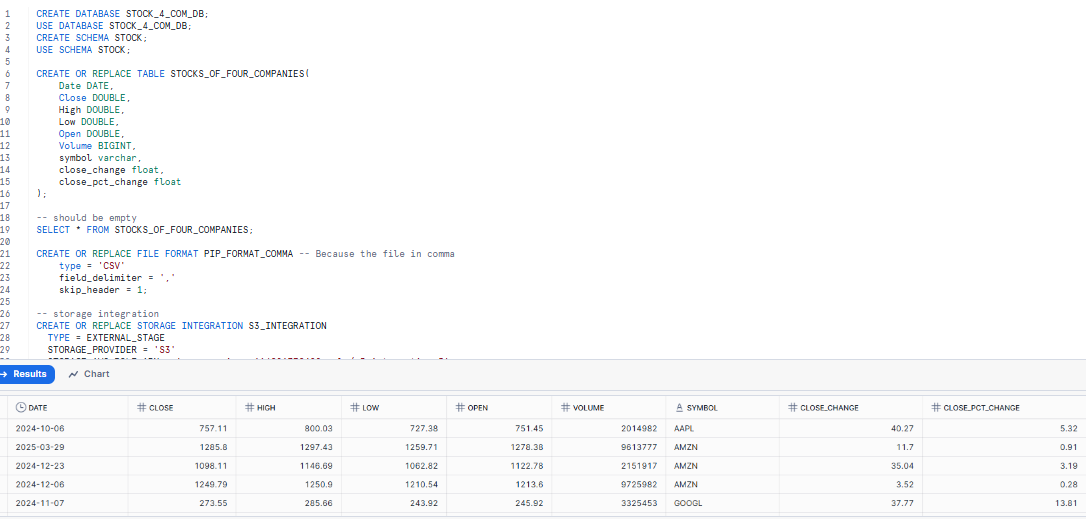 1 CREATE DATABASE STOCK_4_COM_DB;
2 USE DATABASE STOCK_4_COM_DB;
3 CREATE SCHEMA STOCK;
4 USE SCHEMA STOCK;
5
6 CREATE OR REPLACE TABLE STOCKS_OF_FOUR_COMPANIES(
7 Date DATE,
8 Close DOUBLE,
9 High DOUBLE,
10 Low DOUBLE,
11 Open DOUBLE,
12 Volume BIGINT,
13 symbol varchar,
14 close_change float,
15 close_pct_change float
16 );
17
18 -- should be empty
19 SELECT * FROM STOCKS_OF_FOUR_COMPANIES;
20
21 CREATE OR REPLACE FILE FORMAT PIP_FORMAT_COMMA -- Because the file in comma
22 type = 'CSV'
23 field_delimiter = ','
24 skip_header = 1;
25
26 -- storage integration
27 CREATE OR REPLACE STORAGE INTEGRATION S3_INTEGRATION
28 TYPE = EXTERNAL_STAGE
29 STORAGE_PROVIDER = 'S3'
Results Chart
DATE CLOSE HIGH LOW OPEN VOLUME SYMBOL CLOSE_CHANGE CLOSE_PCT_CHANGE
2024-10-06 757.11 800.03 727.38 751.45 2014982 AAPL 40.27 5.32
2025-03-29 1285.8 1297.43 1259.71 1278.38 9613777 AMZN 11.7 0.91
2024-12-23 1098.11 1146.69 1062.82 1122.78 2151917 AMZN 35.04 3.19
2024-12-06 1249.79 1250.9 1210.54 1213.6 9725982 AMZN 3.52 0.28
2024-11-07 273.55 285.66 243.92 245.92 3325453 GOOGL 37.77 13.81